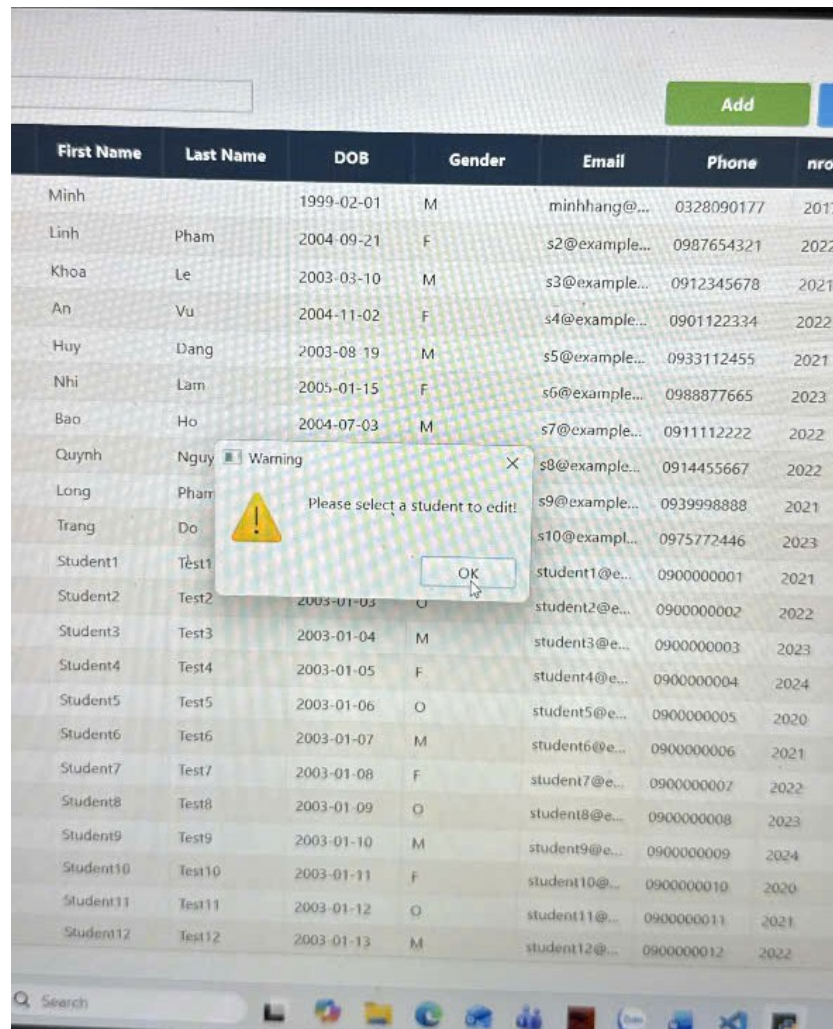 Add
First Name Last Name DOB Gender Email Phone nro
Minh 1999-02-01 M minhhang@... 0328090177 2017
Linh Pham 2004-09-21 F s2@example... 0987654321 2022
Khoa Le 2003-03-10 M s3@example... 0912345678 2021
An Vu 2004-11-02 F s4@example... 0901122334 2022
Huy Dang 2003-08-19 M s5@example... 0933112455 2021
Nhi Lam 2005-01-15 F s6@example... 0988877665 2023
Bao Ho 2004-07-03 M s7@example... 0911112222 2022
Quynh Nguy s8@example... 0914455667 2022
Warning
Long Pham s9@example... 0939998888 2021
Please select a student to edit!
Trang Do s10@exampl... 0975772446 2023
Student1 Test1 student1@e... 0900000001 2021
OK
Student2 Test2 2003-01-03 O student2@e... 0900000002 2022
Student3 Test3 2003-01-04 M student3@e... 0900000003 2023
Student4 Test4 2003-01-05 F student4@e... 0900000004 2024
Student5 Test5 2003-01-06 O student5@e... 0900000005 2020
Student6 Test6 2003-01-07 M student6@e... 0900000006 2021
Student7 Test7 2003-01-08 F student7@e... 0900000007 2022
Student8 Test8 2003-01-09 O student8@e... 0900000008 2023
Student9 Test9 2003-01-10 M student9@e... 0900000009 2024
Student10 Test10 2003-01-11 F student10@... 0900000010 2020
Student11 Test11 2003-01-12 O student11@... 0900000011 2021
Student12 Test12 2003-01-13 M student12@... 0900000012 2022
Search